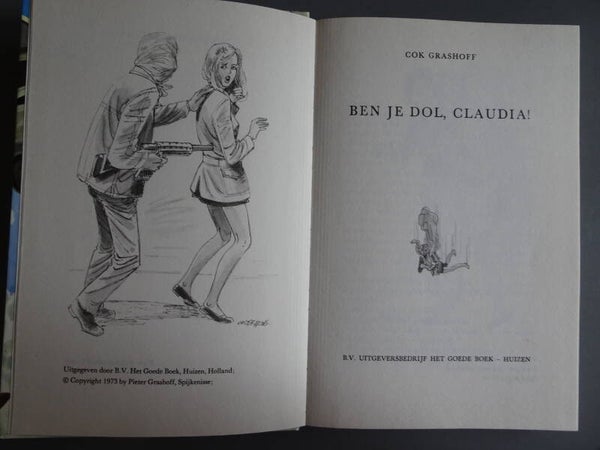 Uitgegeven door B.V. Het Goede Boek, Huizen, Holland;
© Copyright 1973 by Pieter Grashoff, Spijkenisse;
COK GRASHOFF
BEN JE DOL, CLAUDIA!
B.V. UITGEVERSBEDRIJF HET GOEDE BOEK – HUIZEN